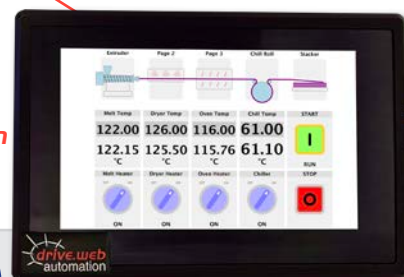 Extruder Page 2 Page 3 Chill Roll Stacker
Melt Temp Dryer Temp Oven Temp Chill Temp START
122.00 126.00 116.00 61.00
122.15 125.50 115.76 61.10
°C °C °C °C RUN
Melt Heater Dryer Heater Oven Heater Chiller STOP
ON ON ON ON
drive.web
automation